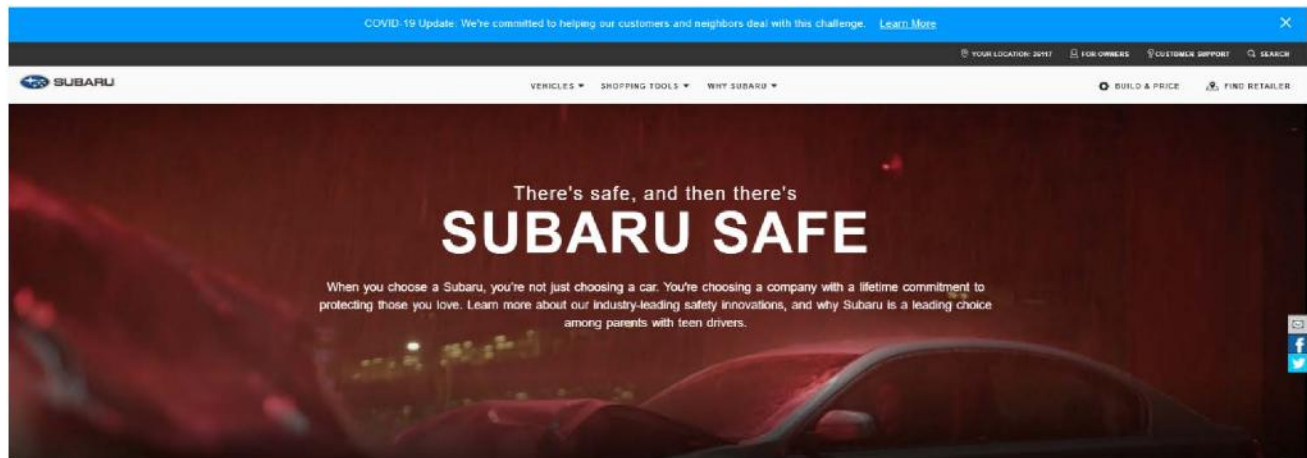 COVID-19 Update: We're committed to helping our customers and neighbors deal with this challenge. Learn More
YOUR LOCATION: FOR OWNERS CUSTOMER SUPPORT SEARCH
SUBARU VEHICLES SHOPPING TOOLS WHY SUBARU BUILD & PRICE FIND RETAILER
There's safe, and then there's
SUBARU SAFE
When you choose a Subaru, you're not just choosing a car. You're choosing a company with a lifetime commitment to
protecting those you love. Learn more about our industry-leading safety innovations, and why Subaru is a leading choice
among parents with teen drivers.